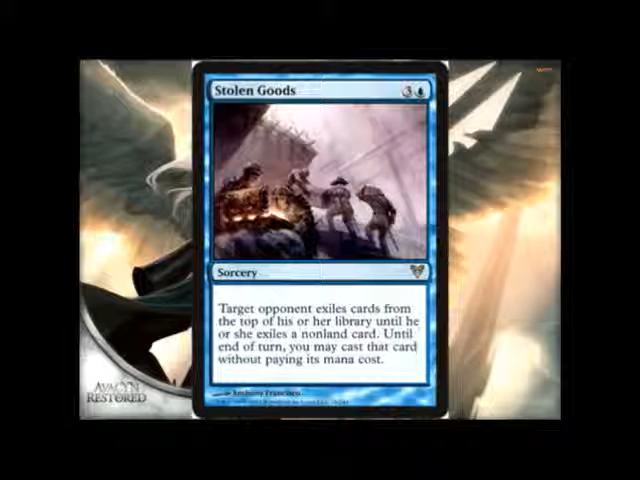 Stolen Goods
3
Sorcery
Target opponent exiles cards from
the top of his or her library until he
or she exiles a nonland card. Until
end of turn, you may cast that card
without paying its mana cost.
Anthony Francisco
AVACYN
RESTORED